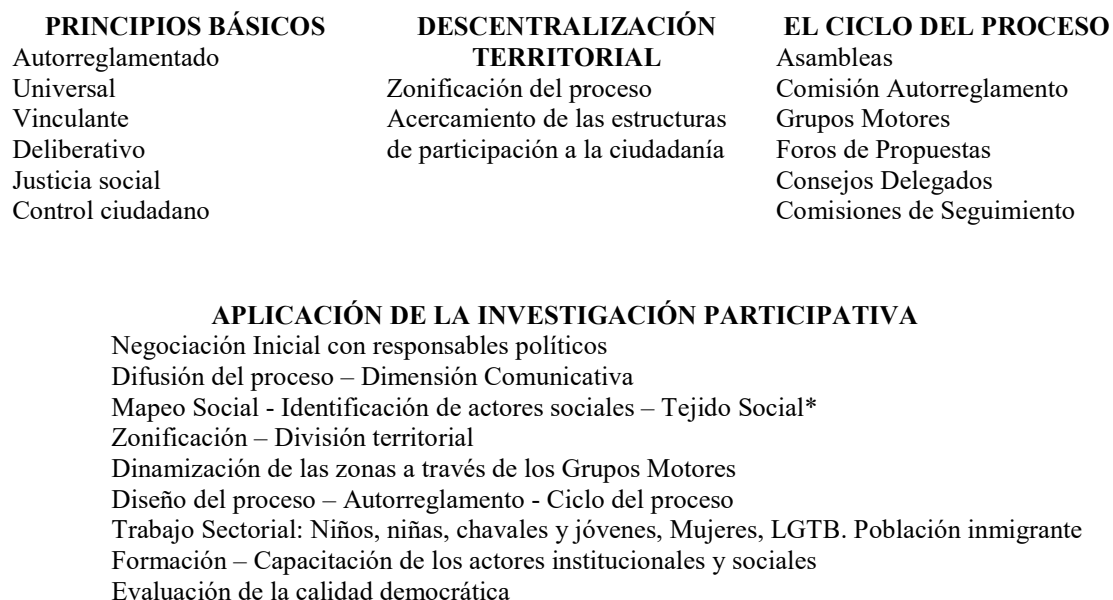 PRINCIPIOS BÁSICOS
Autorreglamentado
Universal
Vinculante
Deliberativo
Justicia social
Control ciudadano
DESCENTRALIZACIÓN
TERRITORIAL
Zonificación del proceso
Acercamiento de las estructuras
de participación a la ciudadanía
EL CICLO DEL PROCESO
Asambleas
Comisión Autorreglamento
Grupos Motores
Foros de Propuestas
Consejos Delegados
Comisiones de Seguimiento
APLICACIÓN DE LA INVESTIGACIÓN PARTICIPATIVA
Negociación Inicial con responsables políticos
Difusión del proceso – Dimensión Comunicativa
Mapeo Social - Identificación de actores sociales – Tejido Social*
Zonificación – División territorial
Dinamización de las zonas a través de los Grupos Motores
Diseño del proceso – Autorreglamento - Ciclo del proceso
Trabajo Sectorial: Niños, niñas, chavales y jóvenes, Mujeres, LGTB. Población inmigrante
Formación – Capacitación de los actores institucionales y sociales
Evaluación de la calidad democrática